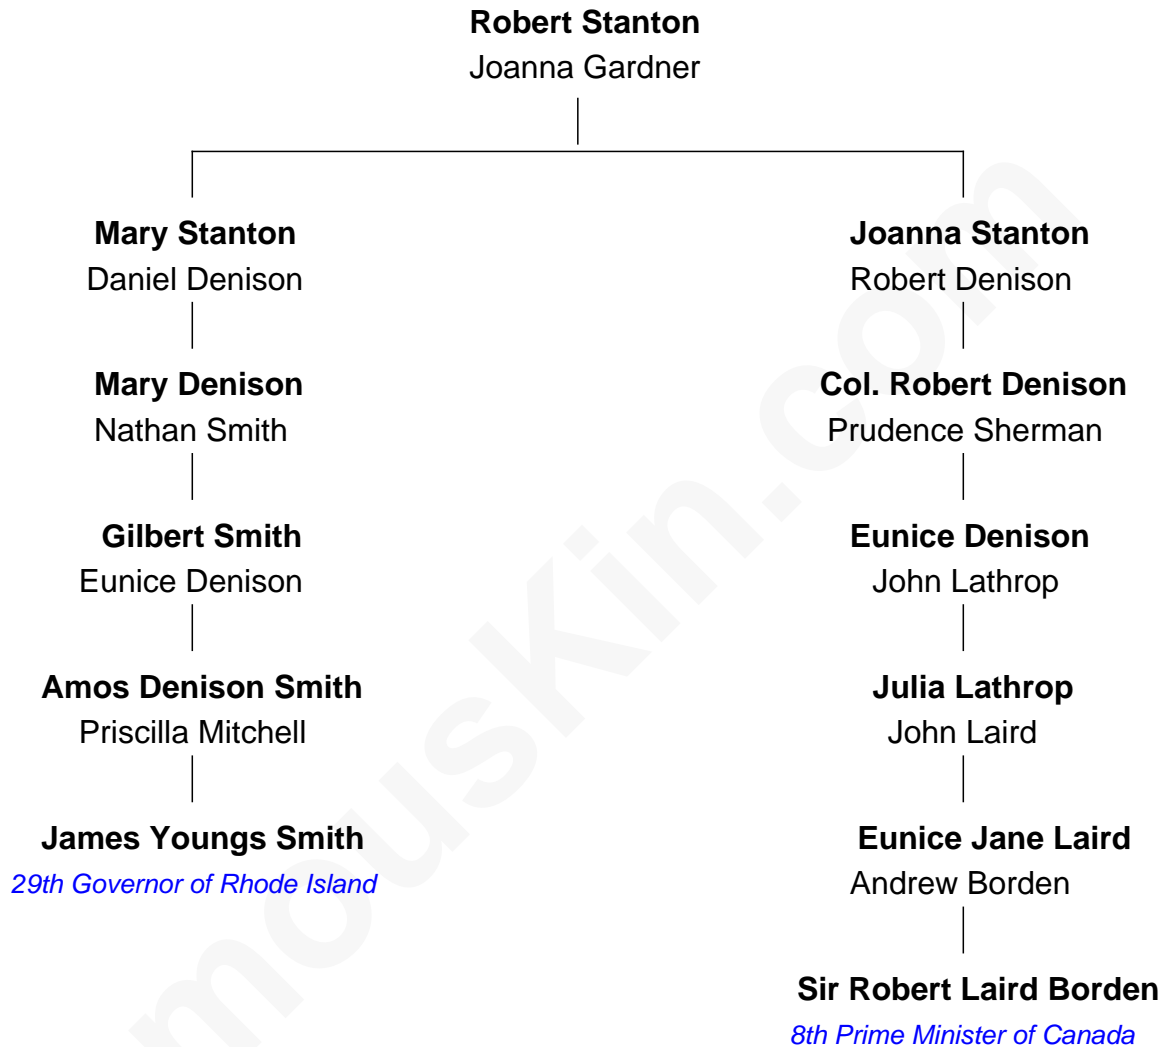 Robert Stanton
Joanna Gardner
Mary Stanton
Daniel Denison
Joanna Stanton
Robert Denison
Mary Denison
Nathan Smith
Col. Robert Denison
Prudence Sherman
Gilbert Smith
Eunice Denison
Eunice Denison
John Lathrop
Amos Denison Smith
Priscilla Mitchell
Julia Lathrop
John Laird
James Youngs Smith
29th Governor of Rhode Island
Eunice Jane Laird
Andrew Borden
Sir Robert Laird Borden
8th Prime Minister of Canada
mousKin.com